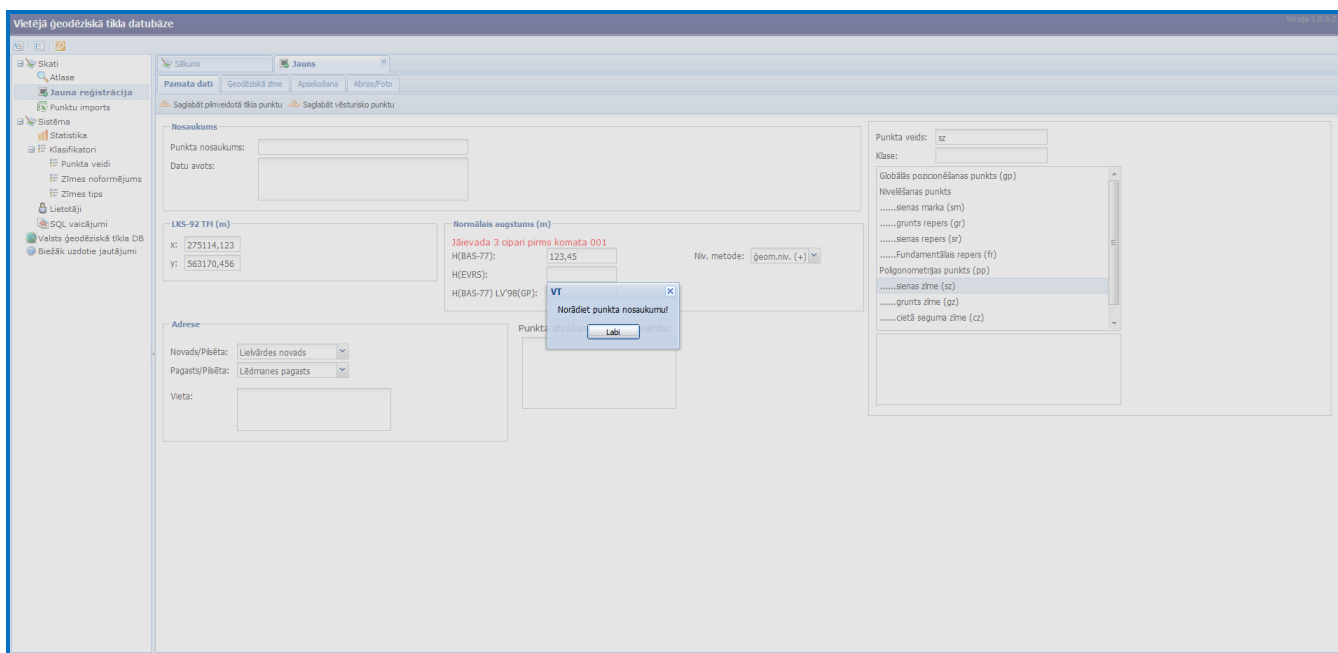 Vietējā ģeodēziskā tīkla datubāze
Versija 1.0.5.2
Skati
Atlase
Jauna reģistrācija
Punktu imports
Sistēma
Statistika
Klasifikatori
Punkta veidi
Zīmes noformējums
Zīmes tips
Lietotāji
SQL vaicājumi
Valsts ģeodēziskā tīkla DB
Biežāk uzdotie jautājumi
Sākums
Jauns
Pamata dati
Ģeodēziskā zīme
Apsekošana
Abriss/Foto
Saglabāt pilnveidotā tīkla punktu
Saglabāt vēsturisko punktu
Nosaukums
Punkta nosaukums:
Datu avots:
LKS-92 TM (m)
x: 275114,123
y: 563170,456
Normālais augstums (m)
Jāievada 3 cipari pirms komata 001
H(BAS-77): 123,45
Niv. metode: ģeom.niv. (+)
H(EVRS):
H(BAS-77) LV'98(GP):
VT
Norādiet punkta nosaukumu!
Labi
Adrese
Novads/Pilsēta: Lielvārdes novads
Pagasts/Pilsēta: Lēdmanes pagasts
Vieta:
Punkta
Punkta veids: sz
Klase:
Globālās pozicionēšanas punkts (gp)
Nivelēšanas punkts
......sienas marka (sm)
......grunts repers (gr)
......sienas repers (sr)
......Fundamentālais repers (fr)
Poligonometrijas punkts (pp)
......sienas zīme (sz)
......grunts zīme (gz)
......cietā seguma zīme (cz)